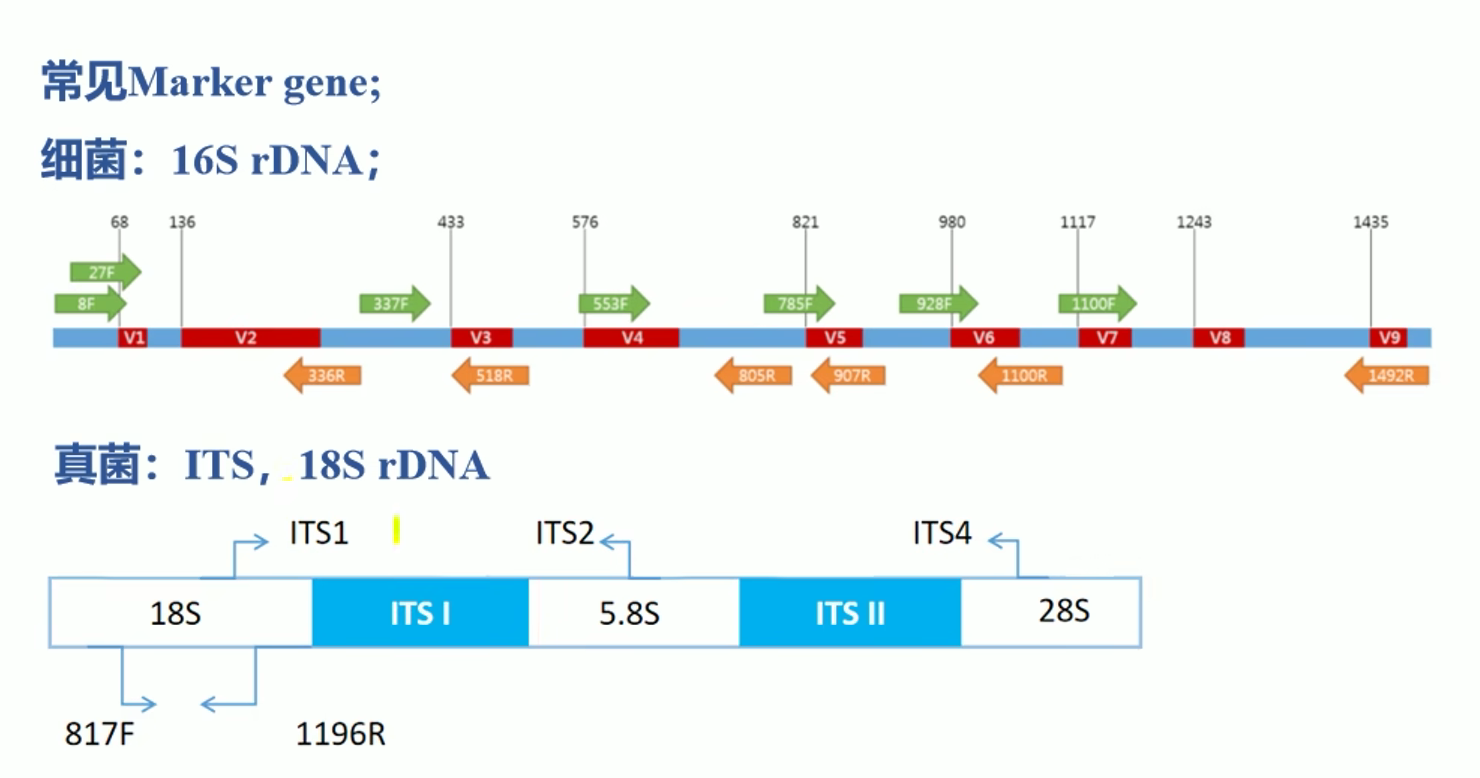 常见Marker gene;
细菌：16S rDNA；
68 136 433 576 821 980 1117 1243 1435
27F
8F 337F 553F 785F 928F 1100F
V1 V2 V3 V4 V5 V6 V7 V8 V9
336R 518R 805R 907R 1100R 1492R
真菌：ITS，18S rDNA
ITS1 ITS2 ITS4
18S ITS I 5.8S ITS II 28S
817F 1196R